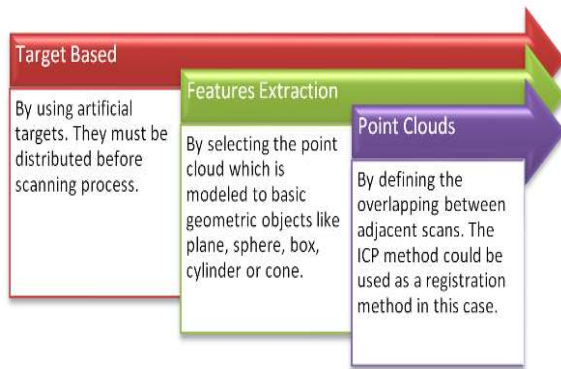 Target Based
By using artificial
targets. They must be
distributed before
scanning process.
Features Extraction
By selecting the point
cloud which is
modeled to basic
geometric objects like
plane, sphere, box,
cylinder or cone.
Point Clouds
By defining the
overlapping between
adjacent scans. The
ICP method could be
used as a registration
method in this case.